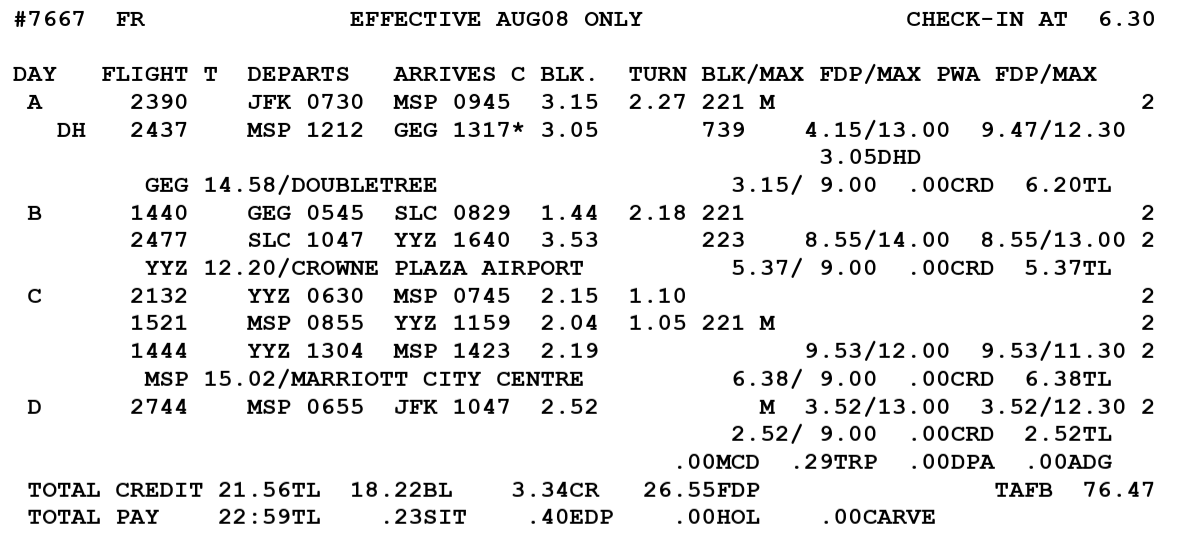 #7667  FR              EFFECTIVE AUG08 ONLY                  CHECK-IN AT  6.30
DAY   FLIGHT T  DEPARTS   ARRIVES C BLK.  TURN BLK/MAX FDP/MAX PWA FDP/MAX
 A      2390    JFK 0730  MSP 0945  3.15  2.27 221 M                         2
   DH   2437    MSP 1212  GEG 1317* 3.05       739    4.15/13.00  9.47/12.30
                                                       3.05DHD
         GEG 14.58/DOUBLETREE                    3.15/ 9.00  .00CRD  6.20TL
 B      1440    GEG 0545  SLC 0829  1.44  2.18 221                           2
        2477    SLC 1047  YYZ 1640  3.53       223    8.55/14.00  8.55/13.00 2
         YYZ 12.20/CROWNE PLAZA AIRPORT          5.37/ 9.00  .00CRD  5.37TL
 C      2132    YYZ 0630  MSP 0745  2.15  1.10                               2
        1521    MSP 0855  YYZ 1159  2.04  1.05 221 M                         2
        1444    YYZ 1304  MSP 1423  2.19              9.53/12.00  9.53/11.30 2
         MSP 15.02/MARRIOTT CITY CENTRE          6.38/ 9.00  .00CRD  6.38TL
 D      2744    MSP 0655  JFK 1047  2.52           M  3.52/13.00  3.52/12.30 2
                                                 2.52/ 9.00  .00CRD  2.52TL
                                             .00MCD  .29TRP  .00DPA  .00ADG
 TOTAL CREDIT 21.56TL  18.22BL    3.34CR   26.55FDP                TAFB  76.47
 TOTAL PAY    22:59TL    .23SIT    .40EDP    .00HOL    .00CARVE